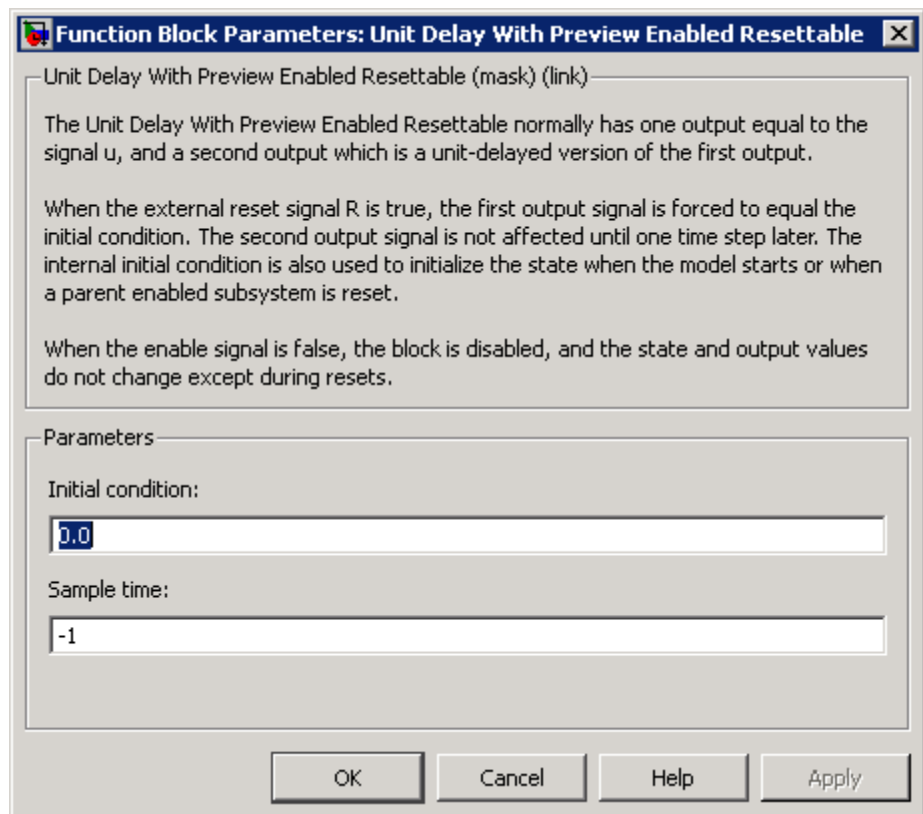 Function Block Parameters: Unit Delay With Preview Enabled Resettable
Unit Delay With Preview Enabled Resettable (mask) (link)
The Unit Delay With Preview Enabled Resettable normally has one output equal to the
signal u, and a second output which is a unit-delayed version of the first output.
When the external reset signal R is true, the first output signal is forced to equal the
initial condition. The second output signal is not affected until one time step later. The
internal initial condition is also used to initialize the state when the model starts or when
a parent enabled subsystem is reset.
When the enable signal is false, the block is disabled, and the state and output values
do not change except during resets.
Parameters
Initial condition:
0.0
Sample time:
-1
OK Cancel Help Apply